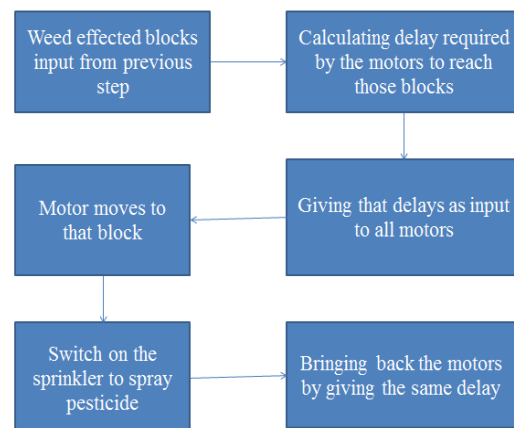 Weed effected blocks
input from previous
step
Calculating delay required
by the motors to reach
those blocks
Giving that delays as input
to all motors
Motor moves to
that block
Switch on the
sprinkler to spray
pesticide
Bringing back the motors
by giving the same delay